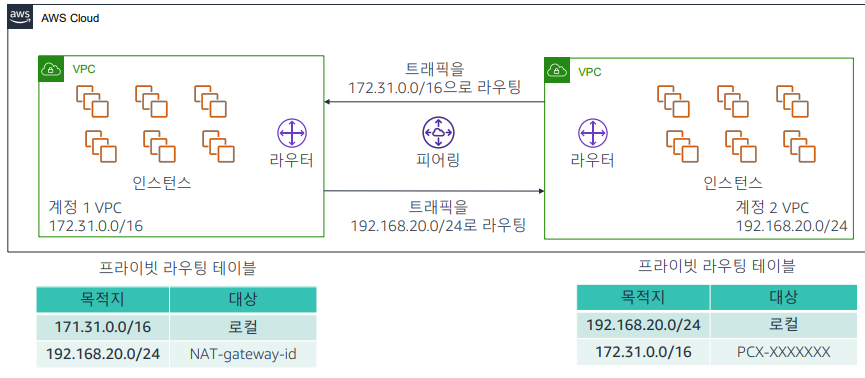 aws
AWS Cloud
VPC
트래픽을
172.31.0.0/16으로 라우팅
VPC
라우터
피어링
라우터
인스턴스
인스턴스
계정 1 VPC
172.31.0.0/16
트래픽을
192.168.20.0/24로 라우팅
계정 2 VPC
192.168.20.0/24
프라이빗 라우팅 테이블
목적지 대상
171.31.0.0/16 로컬
192.168.20.0/24 NAT-gateway-id
프라이빗 라우팅 테이블
목적지 대상
192.168.20.0/24 로컬
172.31.0.0/16 PCX-XXXXXXX